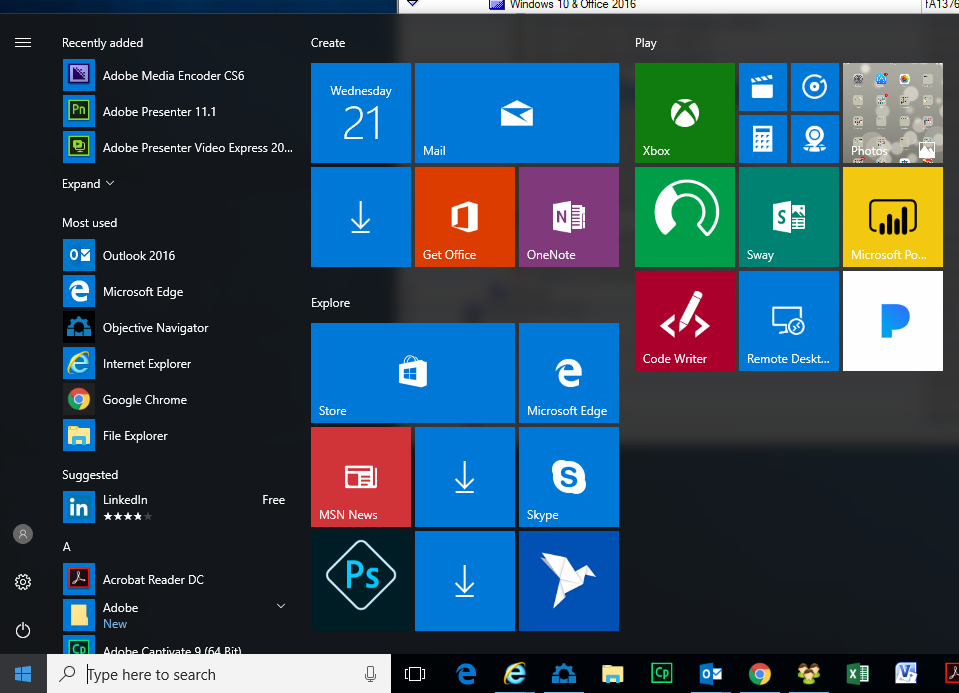 Windows 10 & Office 2016
Recently added
Adobe Media Encoder CS6
Pn
Adobe Presenter 11.1
Adobe Presenter Video Express 20...
Expand
Most used
Outlook 2016
Microsoft Edge
Objective Navigator
Internet Explorer
Google Chrome
File Explorer
Suggested
in
LinkedIn
Free
A
Acrobat Reader DC
Adobe
New
Cp
Adobe Captivate 9 (64 Bit)
Create
Wednesday
21
Mail
Get Office
N
OneNote
Explore
Store
Microsoft Edge
MSN News
S
Skype
Ps
Play
Xbox
Photos
S
Sway
Microsoft Po...
Code Writer
Remote Deskt...
Type here to search
Cp